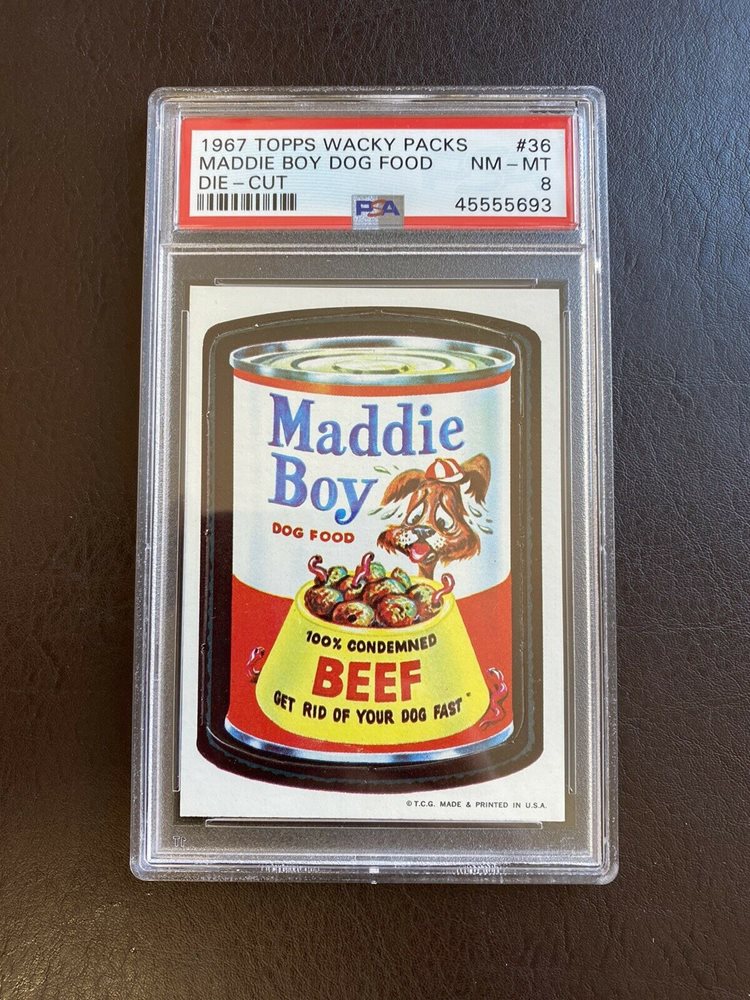 1967 TOPPS WACKY PACKS #36
MADDIE BOY DOG FOOD NM - MT
DIE - CUT 8
PSA 45555693
Maddie
Boy
DOG FOOD
100% CONDEMNED
BEEF
GET RID OF YOUR DOG FAST"
© T.C.G. MADE & PRINTED IN U.S.A.